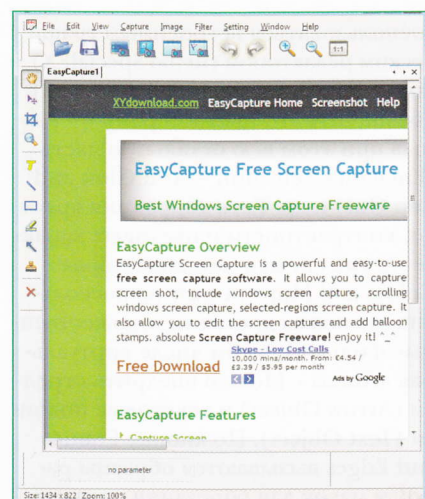 File Edit View Capture Image Filter Setting Window Help
1:1
EasyCapture1
XYdownload.com EasyCapture Home Screenshot Help
EasyCapture Free Screen Capture
Best Windows Screen Capture Freeware
EasyCapture Overview
EasyCapture Screen Capture is a powerful and easy-to-use
free screen capture software. It allows you to capture
screen shot, include windows screen capture, scrolling
windows screen capture, selected-regions screen capture. It
also allow you to edit the screen captures and add balloon
stamps. absolute Screen Capture Freeware! enjoy it! ^_^
Free Download
Skype - Low Cost Calls
10,000 mins/month. From: €4.54 /
£3.39 / $5.95 per month
Ads by Google
EasyCapture Features
Capture Screen
no parameter
Size: 1434 x 822 Zoom: 100%